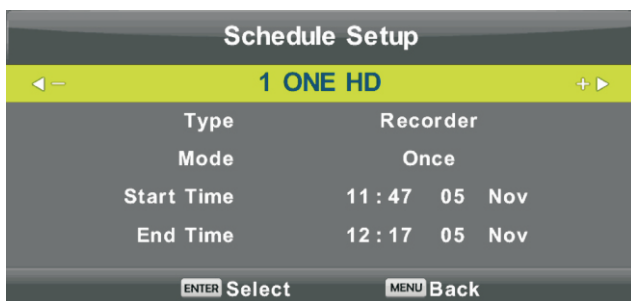 Schedule Setup
1 ONE HD
Type Recorder
Mode Once
Start Time 11:47 05 Nov
End Time 12:17 05 Nov
ENTER Select MENU Back